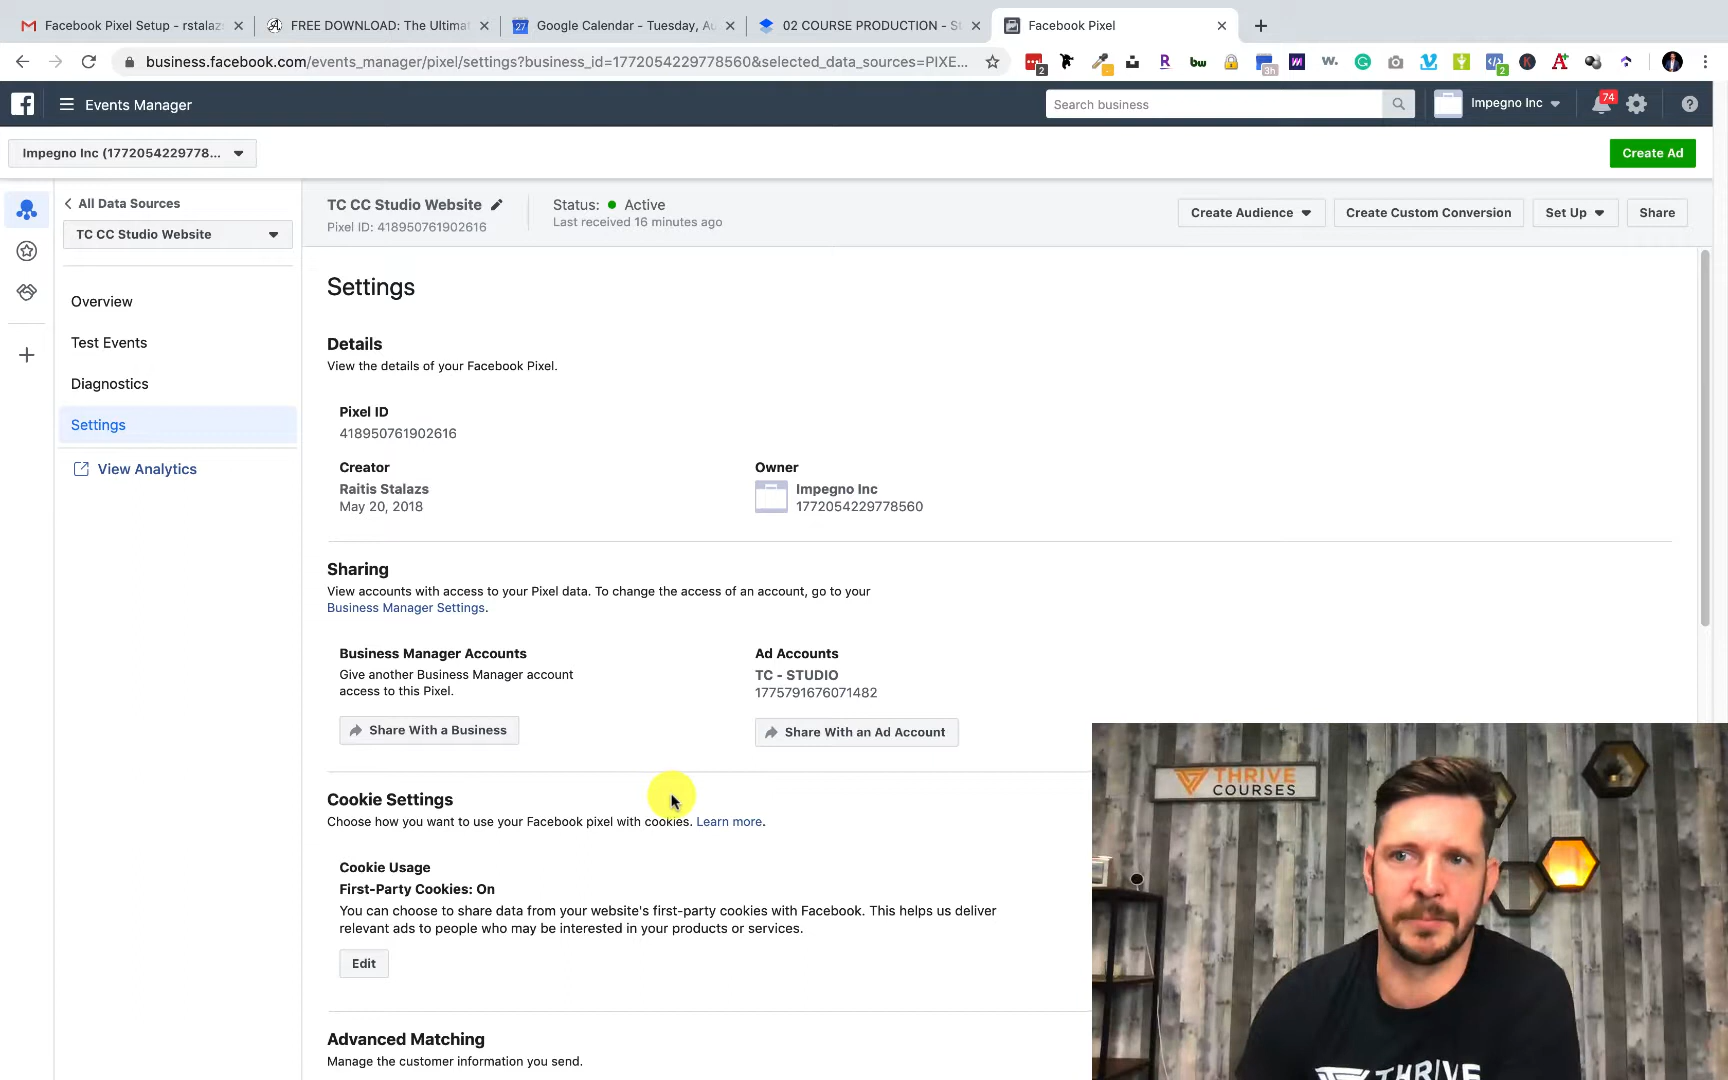 Facebook Pixel Setup - rstalaz
FREE DOWNLOAD: The Ultimat
27 Google Calendar - Tuesday, Au
02 COURSE PRODUCTION - St
Facebook Pixel
business.facebook.com/events_manager/pixel/settings?business_id=1772054229778560&selected_data_sources=PIXE...
Events Manager
Search business
Impegno Inc
74
Impegno Inc (1772054229778...
Create Ad
All Data Sources
TC CC Studio Website
Overview
Test Events
Diagnostics
Settings
View Analytics
TC CC Studio Website
Pixel ID: 418950761902616
Status: Active
Last received 16 minutes ago
Create Audience
Create Custom Conversion
Set Up
Share
Settings
Details
View the details of your Facebook Pixel.
Pixel ID
418950761902616
Creator
Raitis Stalazs
May 20, 2018
Owner
Impegno Inc
1772054229778560
Sharing
View accounts with access to your Pixel data. To change the access of an account, go to your
Business Manager Settings.
Business Manager Accounts
Give another Business Manager account
access to this Pixel.
Share With a Business
Ad Accounts
TC - STUDIO
1775791676071482
Share With an Ad Account
Cookie Settings
Choose how you want to use your Facebook pixel with cookies. Learn more.
Cookie Usage
First-Party Cookies: On
You can choose to share data from your website's first-party cookies with Facebook. This helps us deliver
relevant ads to people who may be interested in your products or services.
Edit
Advanced Matching
Manage the customer information you send.
THRIVE
COURSES
THRIVE